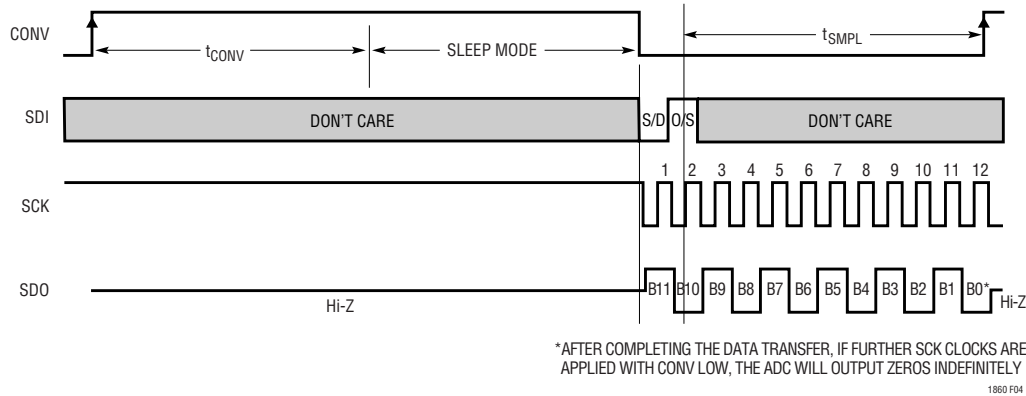 CONV
tCONV
SLEEP MODE
tSMPL
SDI
DON'T CARE
S/D
O/S
DON'T CARE
1 2 3 4 5 6 7 8 9 10 11 12
SCK
SDO
Hi-Z
B11 B10 B9 B8 B7 B6 B5 B4 B3 B2 B1 B0*
Hi-Z
*AFTER COMPLETING THE DATA TRANSFER, IF FURTHER SCK CLOCKS ARE
APPLIED WITH CONV LOW, THE ADC WILL OUTPUT ZEROS INDEFINITELY
1860 F04